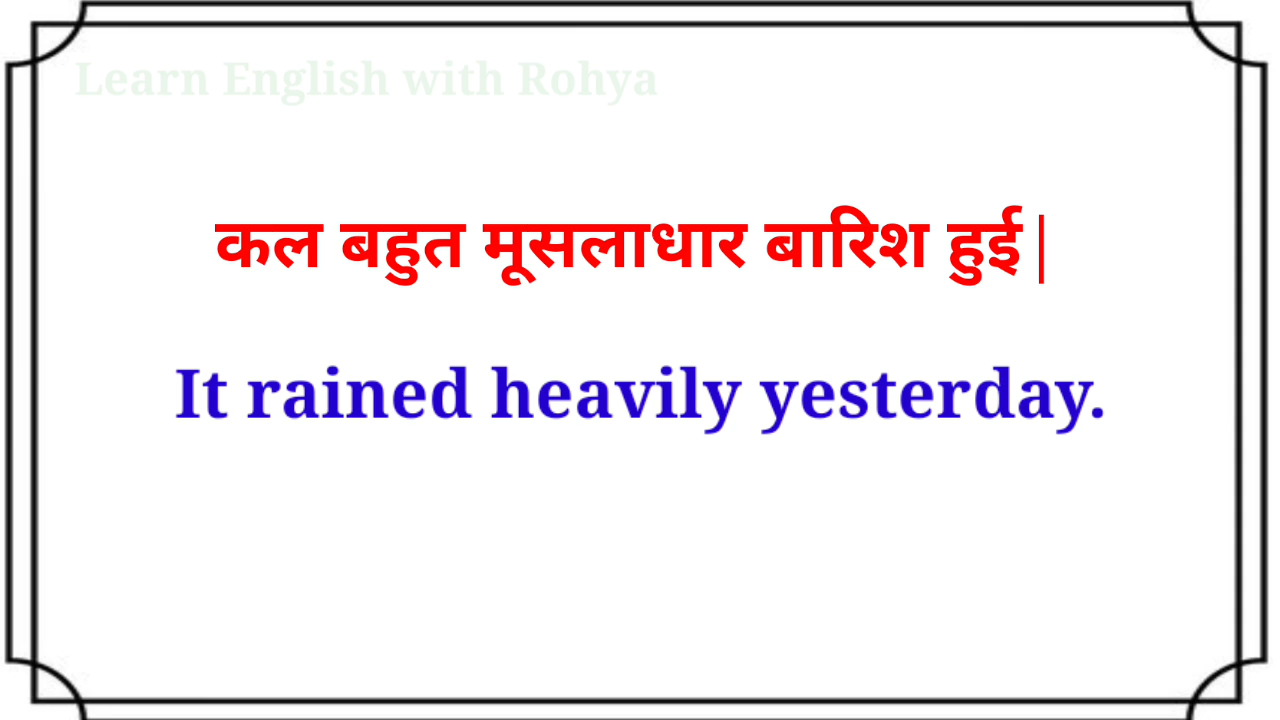 Learn English with Rohya
कल बहुत मूसलाधार बारिश हुई|
It rained heavily yesterday.